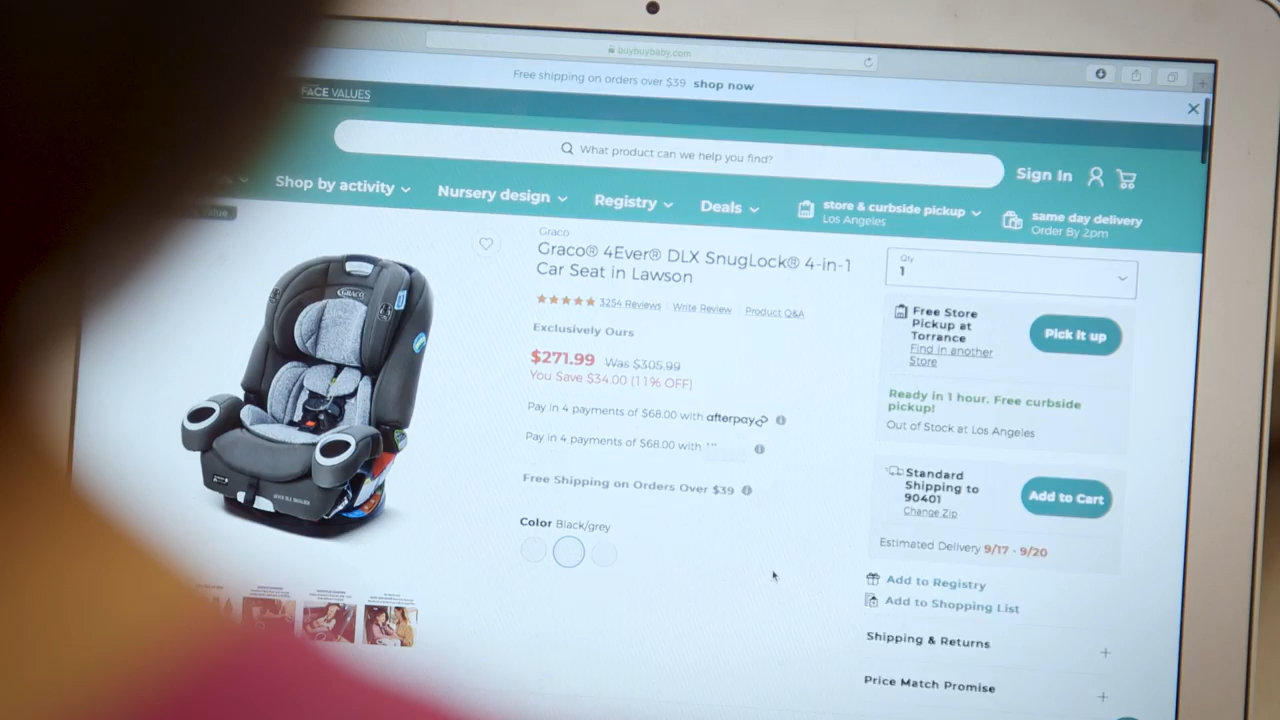 buybuybaby.com
Free shipping on orders over $39 shop now
FACE VALUES
What product can we help you find?
Sign In
Shop by activity
Nursery design
Registry
Deals
store & curbside pickup
Los Angeles
same day delivery
Order By 2pm
Value
Graco
Graco® 4Ever® DLX SnugLock® 4-in-1
Car Seat in Lawson
3254 Reviews
Write Review
Product Q&A
Exclusively Ours
$271.99 Was $305.99
You Save $34.00 (11% OFF)
Pay in 4 payments of $68.00 with afterpay
Pay in 4 payments of $68.00 with
Free Shipping on Orders Over $39
Color Black/grey
GRACO
Qty
1
Free Store
Pickup at
Torrance
Find in another
Store
Pick it up
Ready in 1 hour. Free curbside
pickup!
Out of Stock at Los Angeles
Standard
Shipping to
90401
Change Zip
Add to Cart
Estimated Delivery 9/17 - 9/20
Add to Registry
Add to Shopping List
Shipping & Returns
Price Match Promise